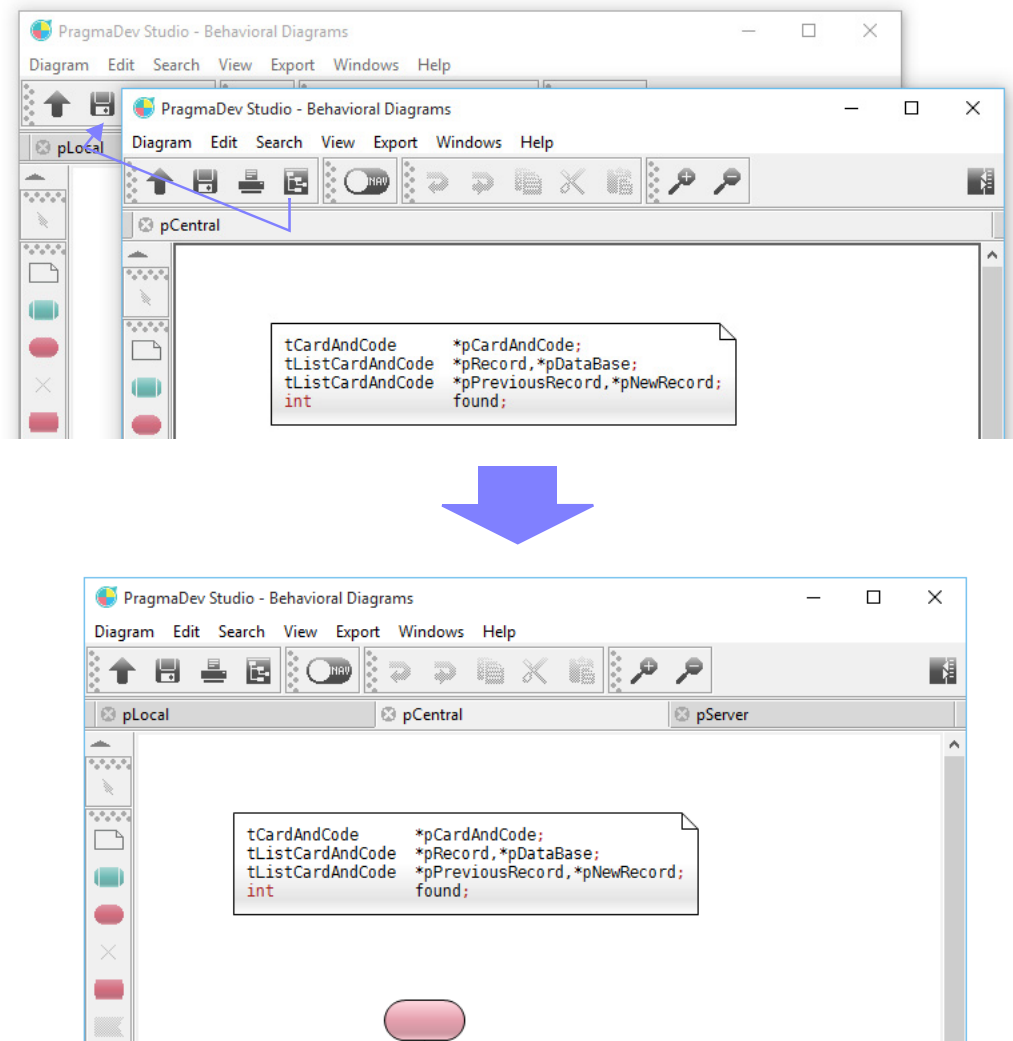 PragmaDev Studio - Behavioral Diagrams
Diagram Edit Search View Export Windows Help
pLocal
PragmaDev Studio - Behavioral Diagrams
Diagram Edit Search View Export Windows Help
NAV
pCentral
tCardAndCode *pCardAndCode;
tListCardAndCode *pRecord,*pDataBase;
tListCardAndCode *pPreviousRecord,*pNewRecord;
int found;
PragmaDev Studio - Behavioral Diagrams
Diagram Edit Search View Export Windows Help
NAV
pLocal pCentral pServer
tCardAndCode *pCardAndCode;
tListCardAndCode *pRecord,*pDataBase;
tListCardAndCode *pPreviousRecord,*pNewRecord;
int found;